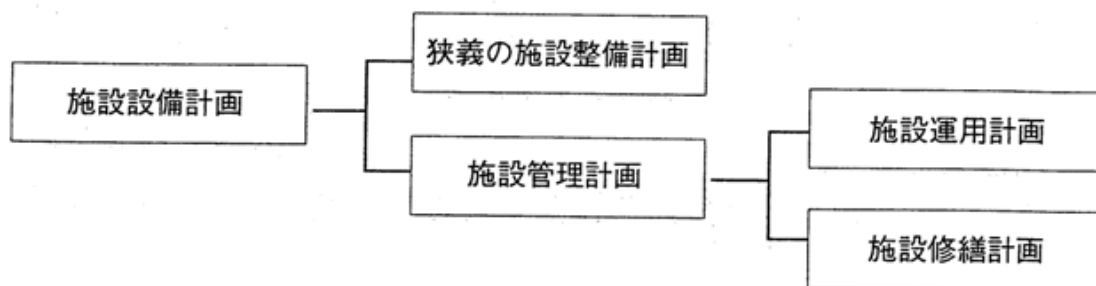 施設設備計画
狭義の施設整備計画
施設管理計画
施設運用計画
施設修繕計画